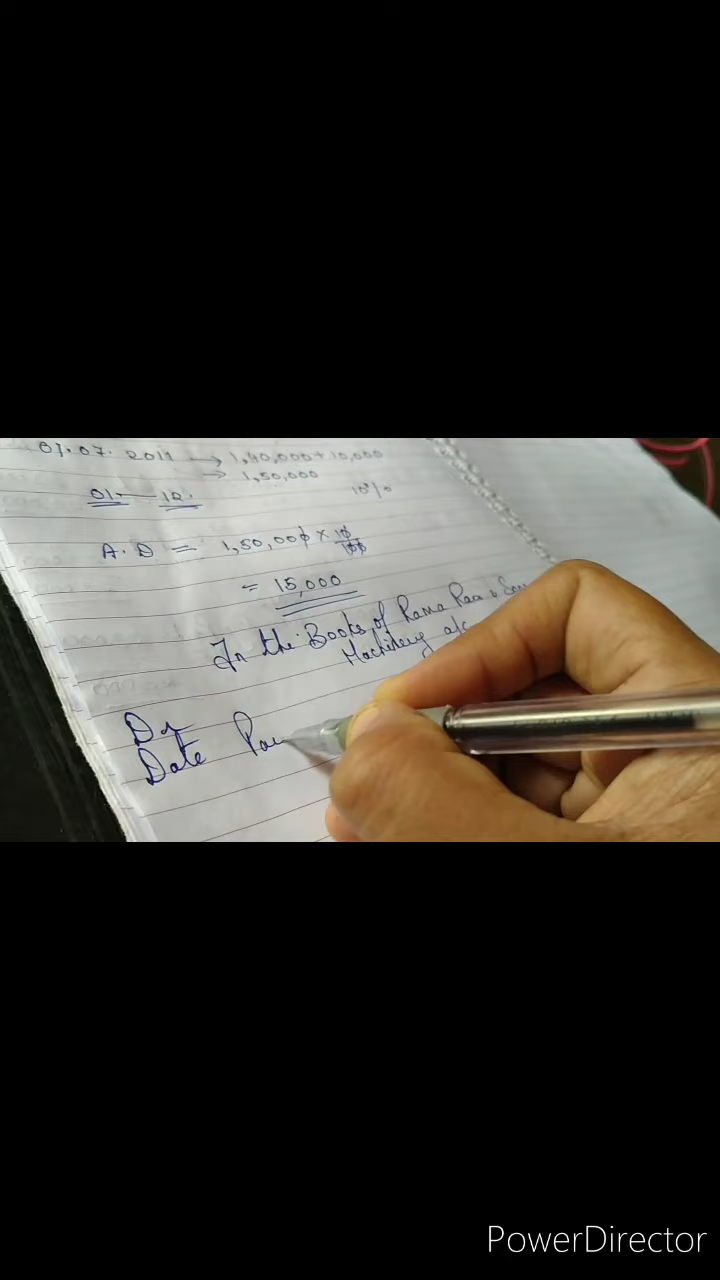 01.07.2011 → 1,40,000 + 10,000
→ 1,50,000
01 — 12. 10%
A.D = 1,50,000 × 10/100
= 15,000
In the Books of Rama Rao &
Machinery a/c
Dr
Date Pa
PowerDirector